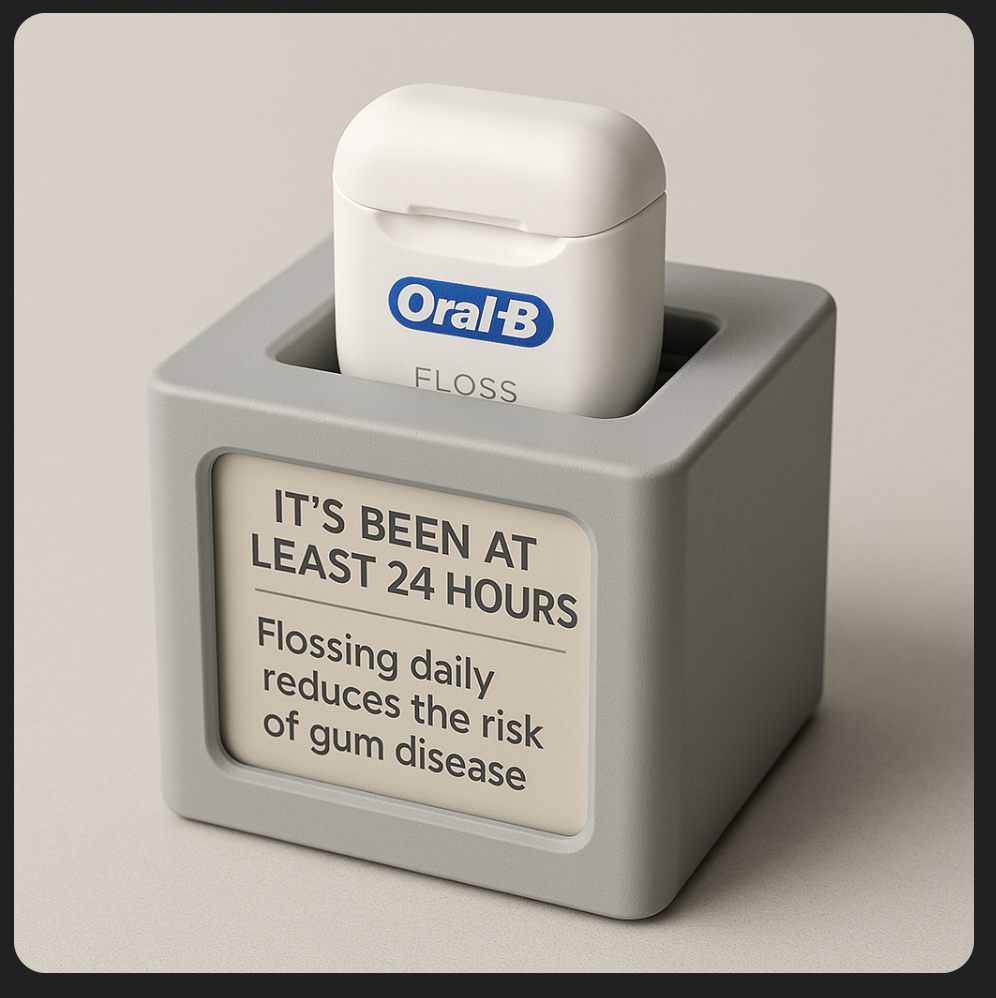 Oral-B
FLOSS
IT'S BEEN AT
LEAST 24 HOURS
Flossing daily
reduces the risk
of gum disease